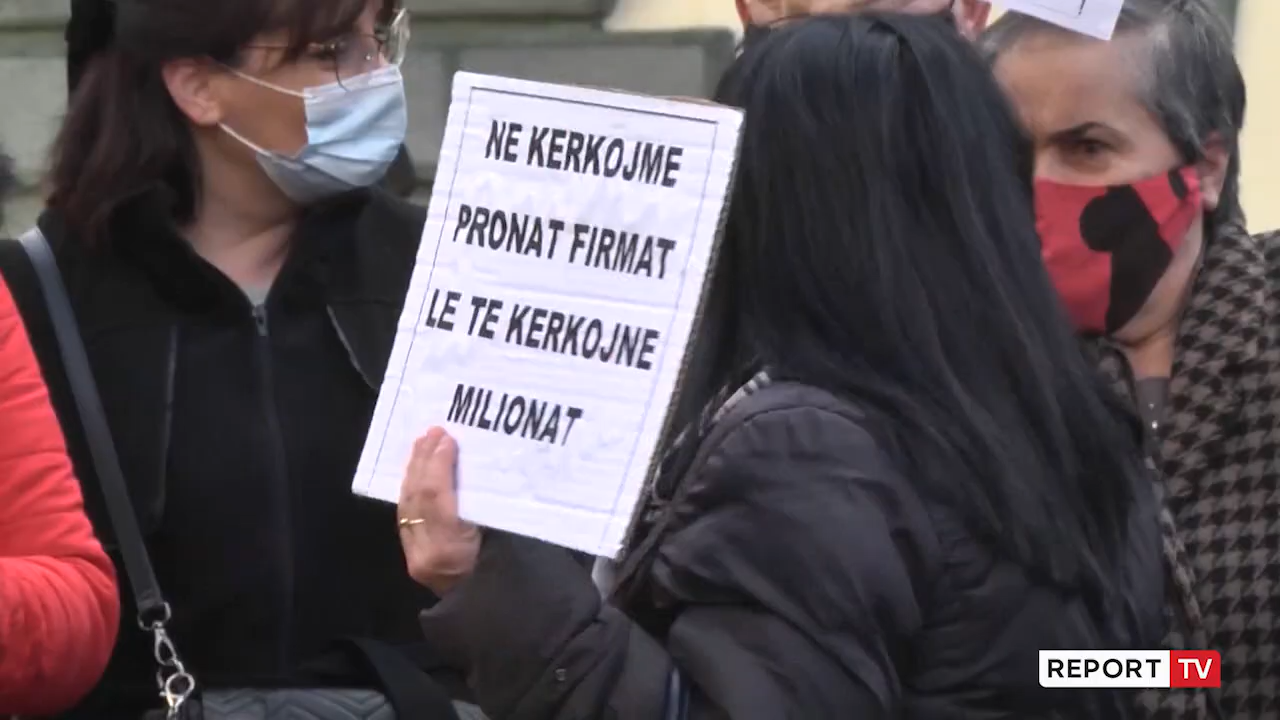 NE KERKOJME
PRONAT FIRMAT
LE TE KERKOJNE
MILIONAT
REPORT TV